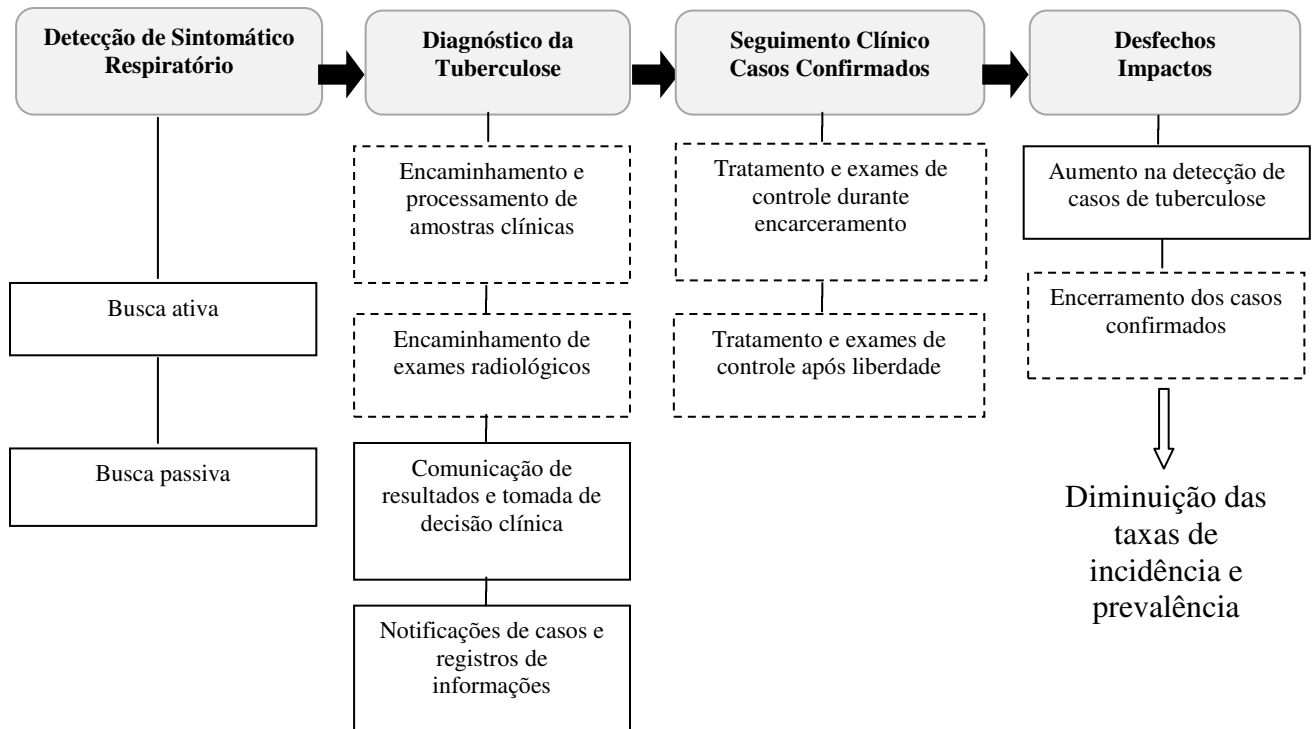 Detecção de Sintomático
Respiratório
Diagnóstico da
Tuberculose
Seguimento Clínico
Casos Confirmados
Desfechos
Impactos
Busca ativa
Busca passiva
Encaminhamento e
processamento de
amostras clínicas
Encaminhamento de
exames radiológicos
Comunicação de
resultados e tomada de
decisão clínica
Notificações de casos e
registros de
informações
Tratamento e exames de
controle durante
encarceramento
Tratamento e exames de
controle após liberdade
Aumento na detecção de
casos de tuberculose
Encerramento dos casos
confirmados
Diminuição das
taxas de
incidência e
prevalência